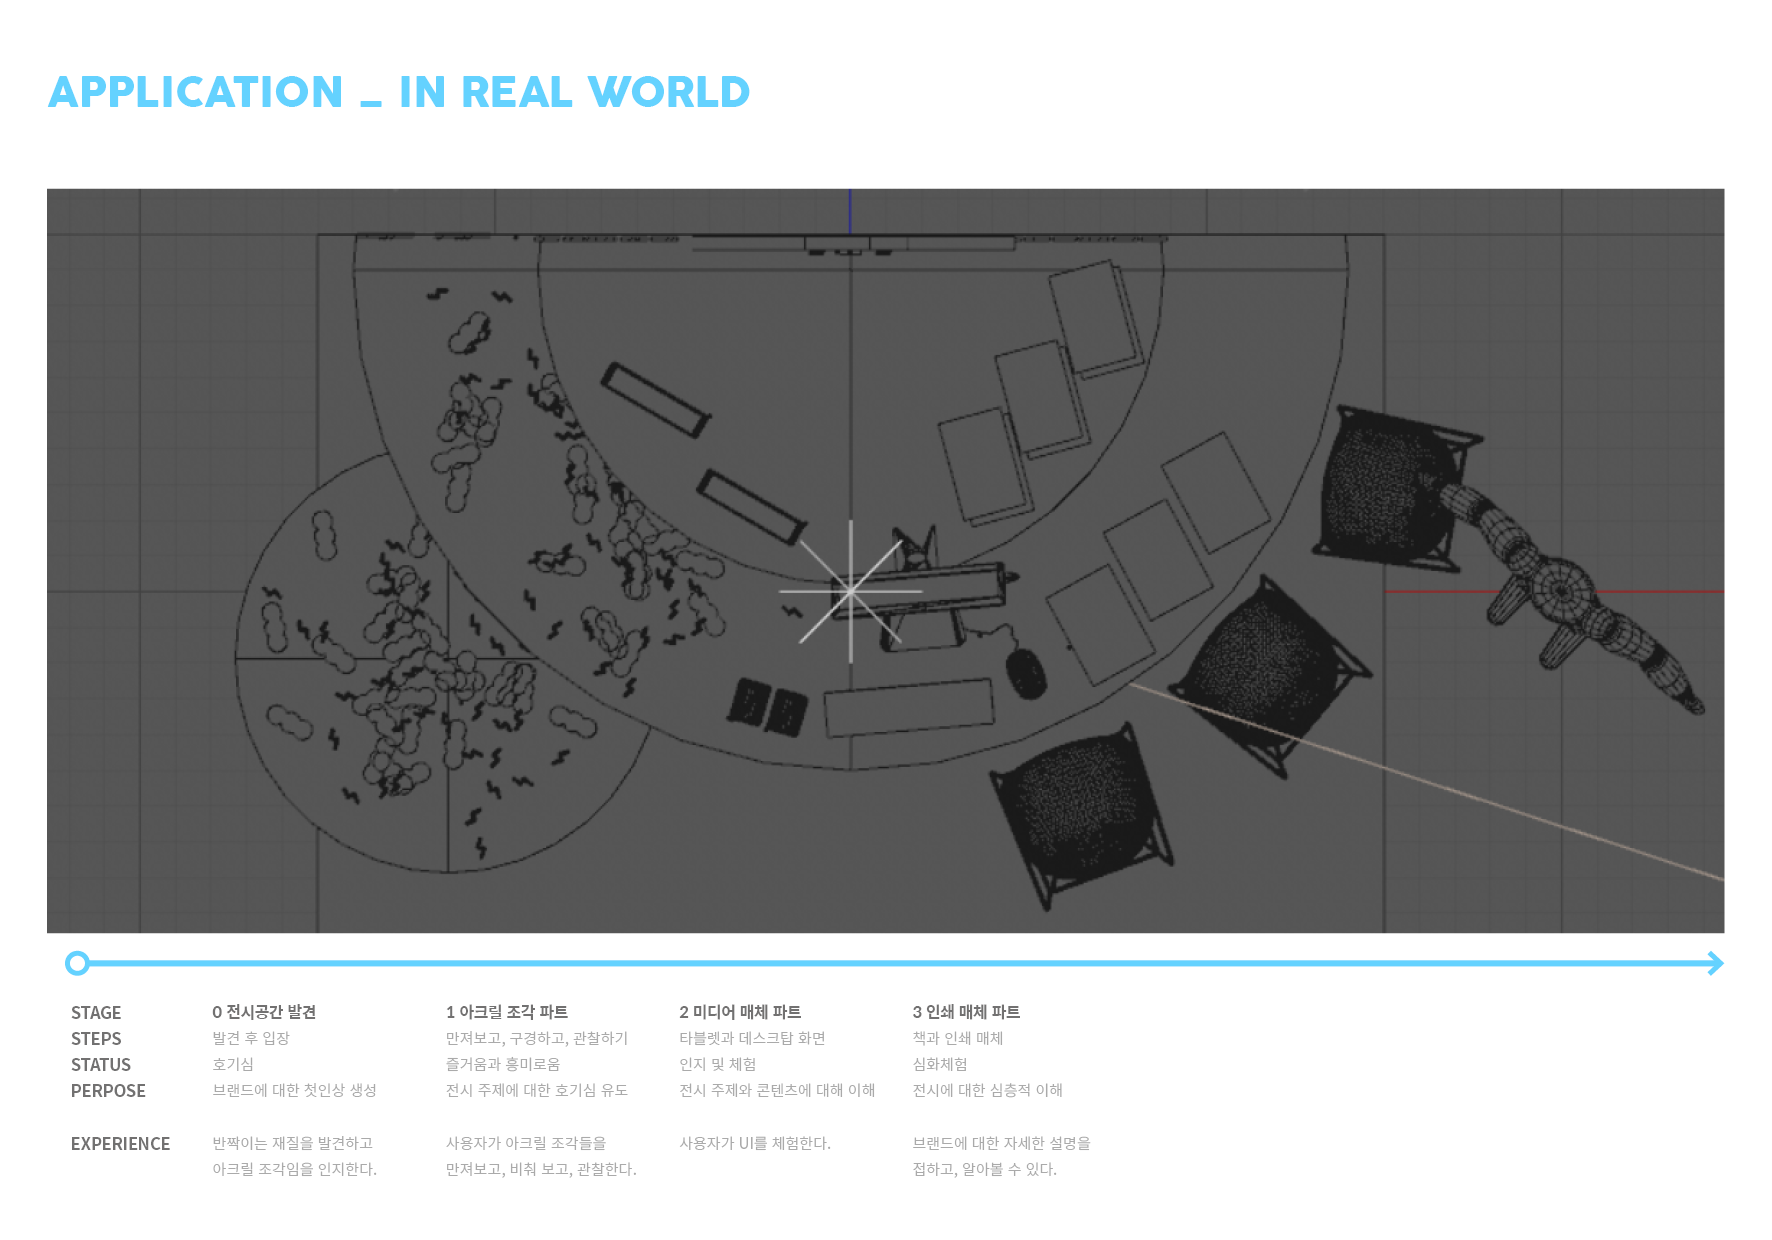 APPLICATION _ IN REAL WORLD
STAGE 0 전시공간 발견 1 아크릴 조각 파트 2 미디어 매체 파트 3 인쇄 매체 파트
STEPS 발견 후 입장 만져보고, 구경하고, 관찰하기 타블렛과 데스크탑 화면 책과 인쇄 매체
STATUS 호기심 즐거움과 흥미로움 인지 및 체험 심화체험
PERPOSE 브랜드에 대한 첫인상 생성 전시 주제에 대한 호기심 유도 전시 주제와 콘텐츠에 대해 이해 전시에 대한 심층적 이해
EXPERIENCE 반짝이는 재질을 발견하고 사용자가 아크릴 조각들을 사용자가 UI를 체험한다. 브랜드에 대한 자세한 설명을
아크릴 조각임을 인지한다. 만져보고, 비춰 보고, 관찰한다. 접하고, 알아볼 수 있다.